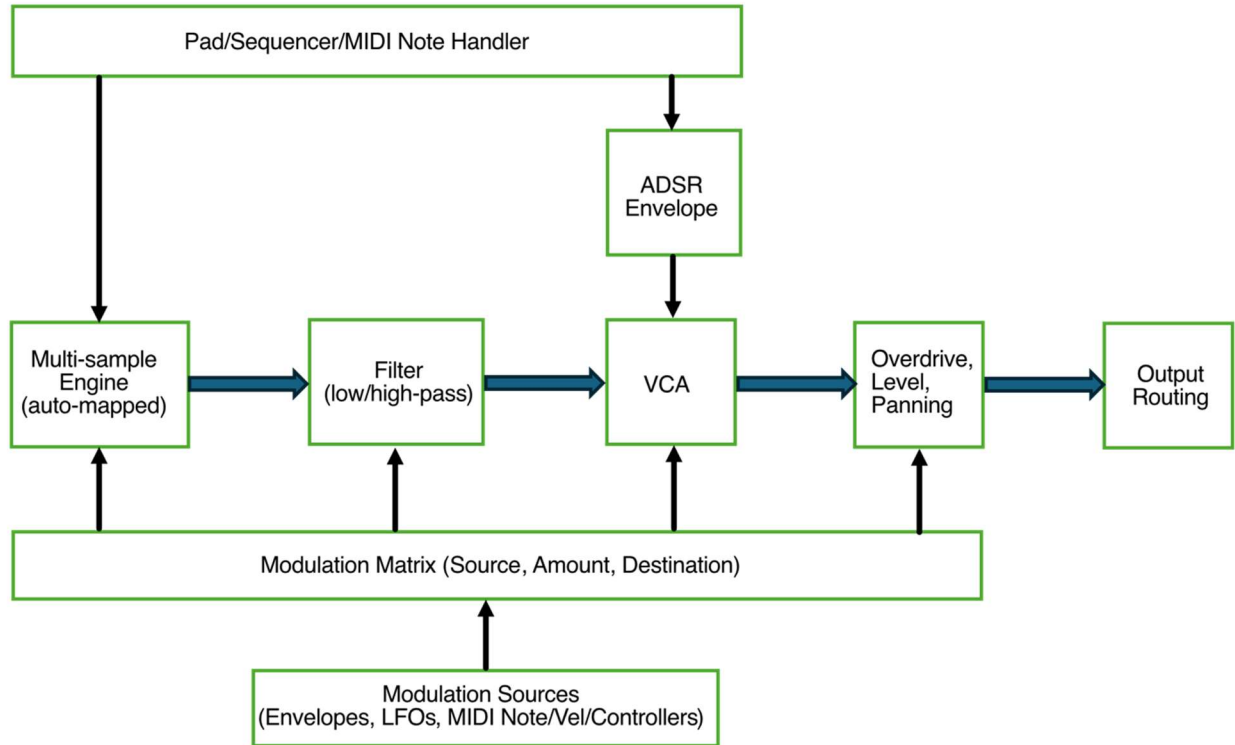 Pad/Sequencer/MIDI Note Handler
ADSR
Envelope
Multi-sample
Engine
(auto-mapped)
Filter
(low/high-pass)
VCA
Overdrive,
Level,
Panning
Output
Routing
Modulation Matrix (Source, Amount, Destination)
Modulation Sources
(Envelopes, LFOs, MIDI Note/Vel/Controllers)